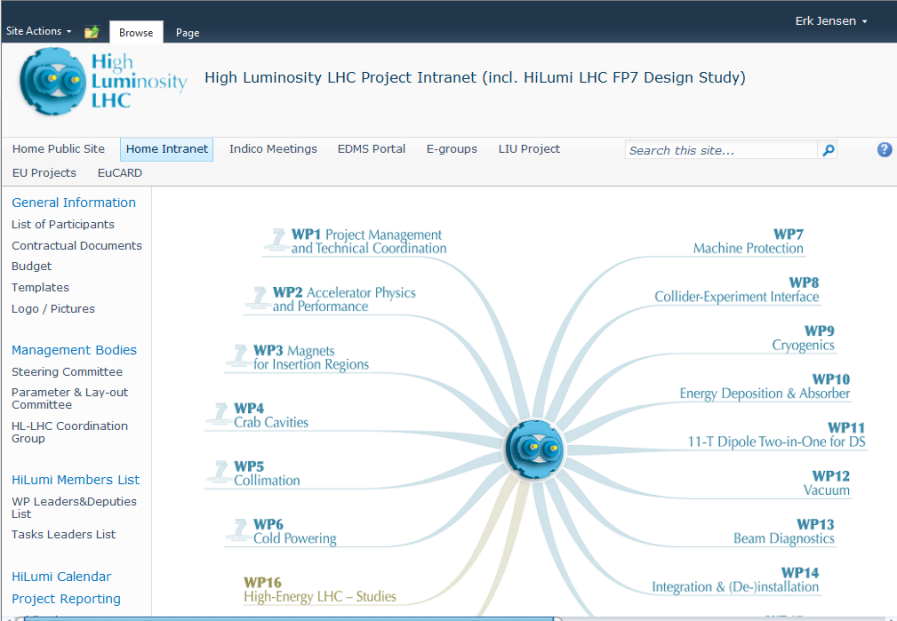 Erk Jensen
Site Actions
Browse
Page
High
Luminosity
LHC
High Luminosity LHC Project Intranet (incl. HiLumi LHC FP7 Design Study)
Home Public Site
Home Intranet
Indico Meetings
EDMS Portal
E-groups
LIU Project
Search this site...
EU Projects
EuCARD
General Information
List of Participants
Contractual Documents
Budget
Templates
Logo / Pictures
Management Bodies
Steering Committee
Parameter & Lay-out
Committee
HL-LHC Coordination
Group
HiLumi Members List
WP Leaders&Deputies
List
Tasks Leaders List
HiLumi Calendar
Project Reporting
WP1 Project Management
and Technical Coordination
WP2 Accelerator Physics
and Performance
WP3 Magnets
for Insertion Regions
WP4
Crab Cavities
WP5
Collimation
WP6
Cold Powering
WP16
High-Energy LHC – Studies
WP7
Machine Protection
WP8
Collider-Experiment Interface
WP9
Cryogenics
WP10
Energy Deposition & Absorber
WP11
11-T Dipole Two-in-One for DS
WP12
Vacuum
WP13
Beam Diagnostics
WP14
Integration & (De-)installation